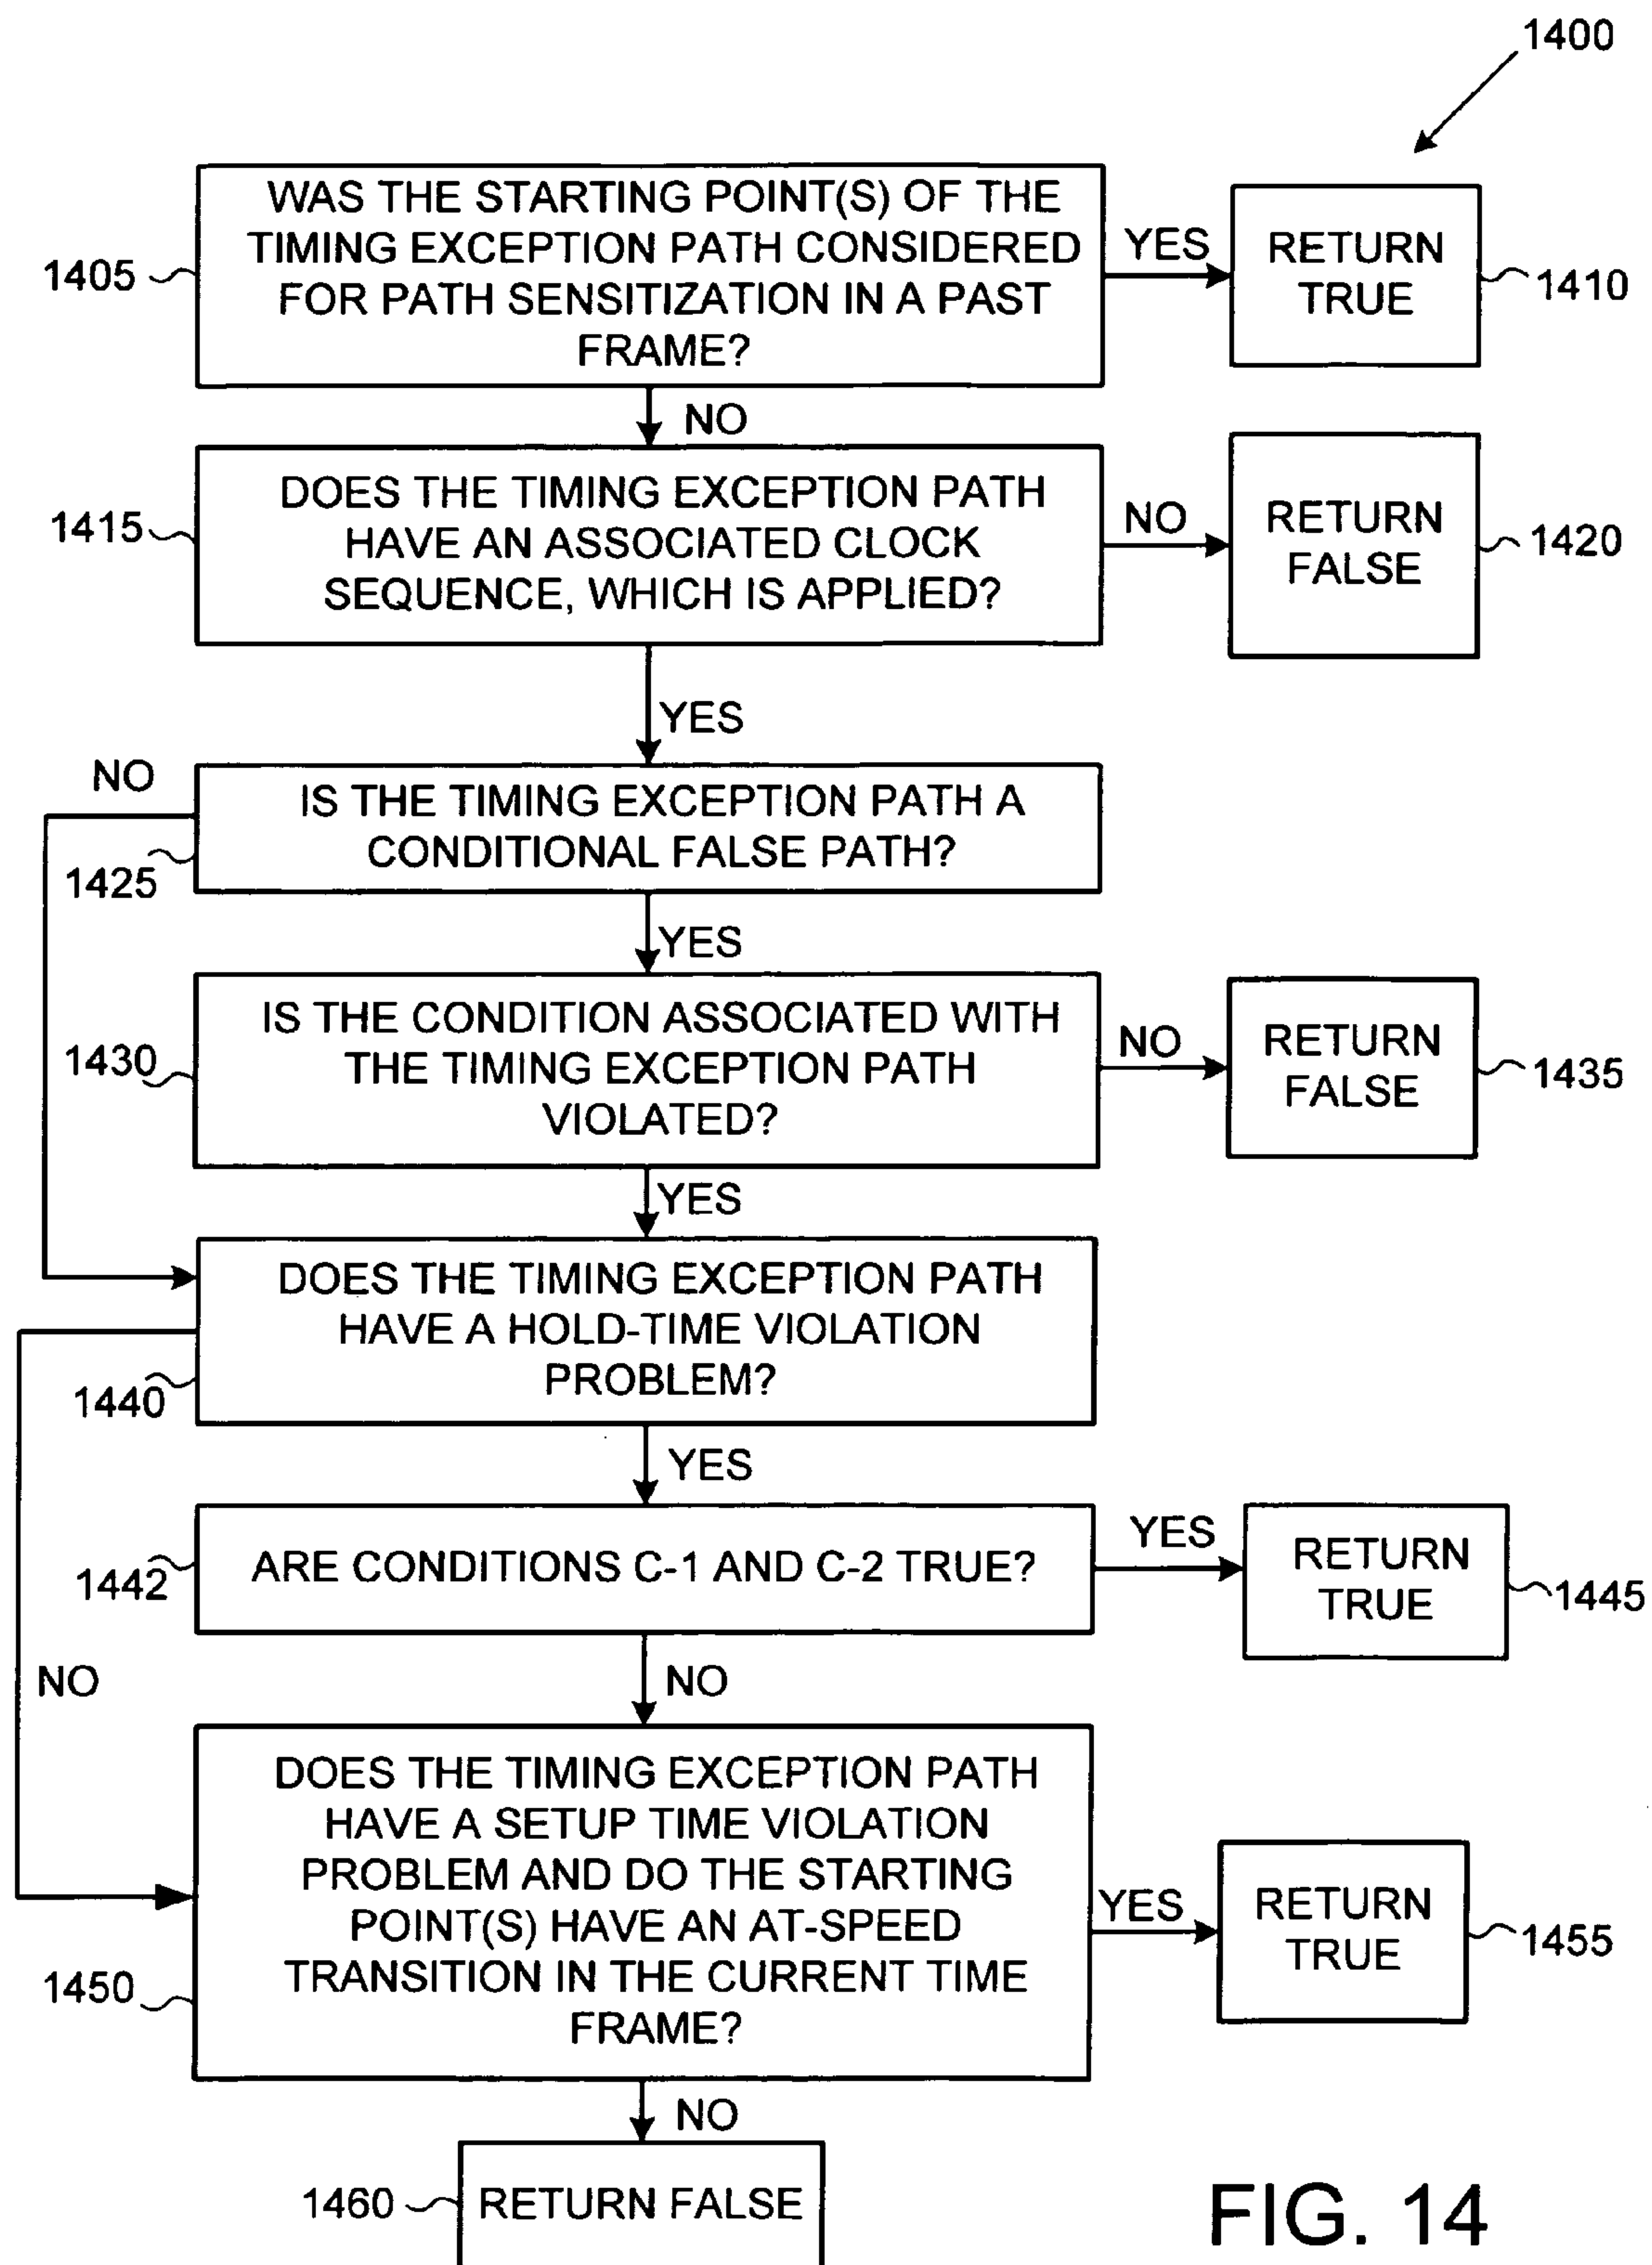 1400
WAS THE STARTING POINT(S) OF THE
TIMING EXCEPTION PATH CONSIDERED
FOR PATH SENSITIZATION IN A PAST
FRAME?
1405
YES
RETURN
TRUE
1410
NO
DOES THE TIMING EXCEPTION PATH
HAVE AN ASSOCIATED CLOCK
SEQUENCE, WHICH IS APPLIED?
1415
NO
RETURN
FALSE
1420
YES
NO
IS THE TIMING EXCEPTION PATH A
CONDITIONAL FALSE PATH?
1425
YES
IS THE CONDITION ASSOCIATED WITH
THE TIMING EXCEPTION PATH
VIOLATED?
1430
NO
RETURN
FALSE
1435
YES
DOES THE TIMING EXCEPTION PATH
HAVE A HOLD-TIME VIOLATION
PROBLEM?
1440
YES
ARE CONDITIONS C-1 AND C-2 TRUE?
1442
YES
RETURN
TRUE
1445
NO
NO
DOES THE TIMING EXCEPTION PATH
HAVE A SETUP TIME VIOLATION
PROBLEM AND DO THE STARTING
POINT(S) HAVE AN AT-SPEED
TRANSITION IN THE CURRENT TIME
FRAME?
1450
YES
RETURN
TRUE
1455
NO
1460
RETURN FALSE
FIG. 14